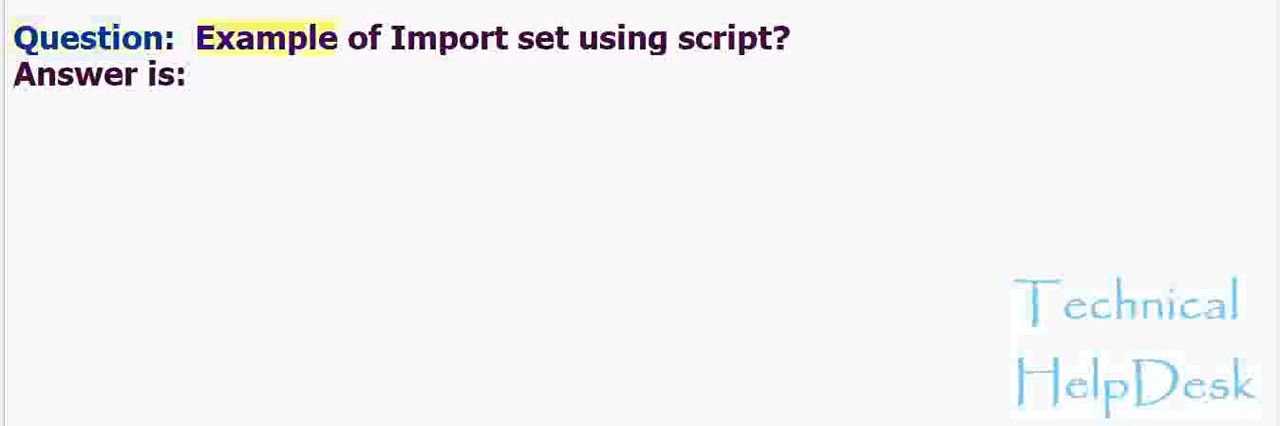 Question:  Example of Import set using script?
Answer is:
Technical
HelpDesk